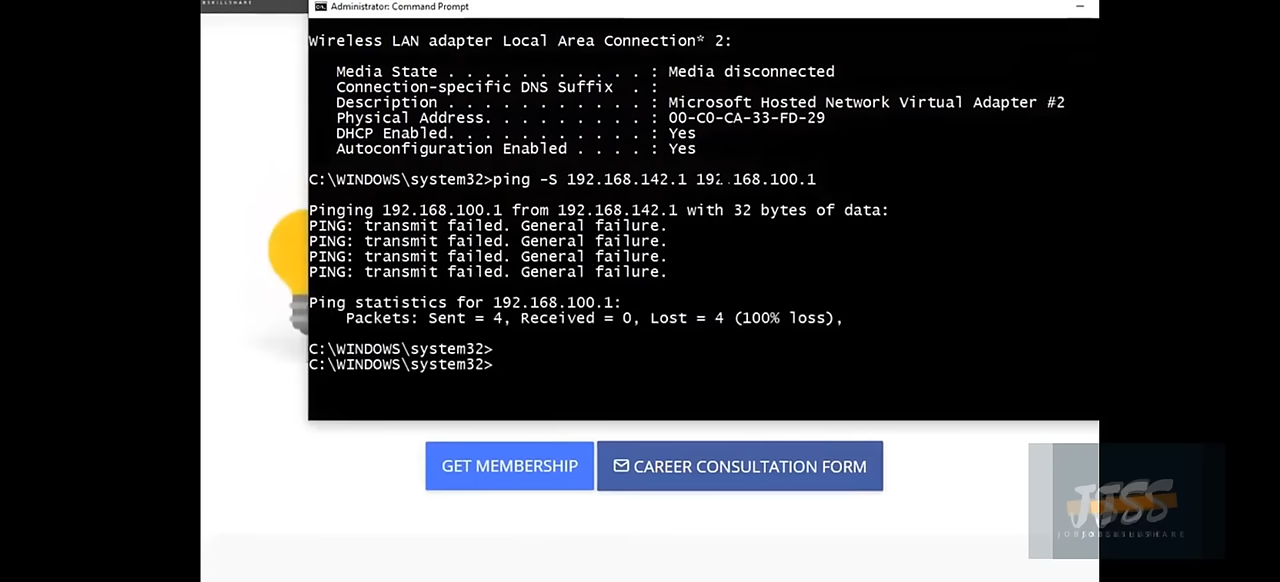 BSKILLSHARE
Administrator: Command Prompt
Wireless LAN adapter Local Area Connection* 2:
Media State . . . . . . . . . . . : Media disconnected
Connection-specific DNS Suffix . :
Description . . . . . . . . . . . : Microsoft Hosted Network Virtual Adapter #2
Physical Address. . . . . . . . . : 00-C0-CA-33-FD-29
DHCP Enabled. . . . . . . . . . . : Yes
Autoconfiguration Enabled . . . . : Yes
C:\WINDOWS\system32>ping -S 192.168.142.1 192.168.100.1
Pinging 192.168.100.1 from 192.168.142.1 with 32 bytes of data:
PING: transmit failed. General failure.
PING: transmit failed. General failure.
PING: transmit failed. General failure.
PING: transmit failed. General failure.
Ping statistics for 192.168.100.1:
Packets: Sent = 4, Received = 0, Lost = 4 (100% loss),
C:\WINDOWS\system32>
C:\WINDOWS\system32>
GET MEMBERSHIP
CAREER CONSULTATION FORM